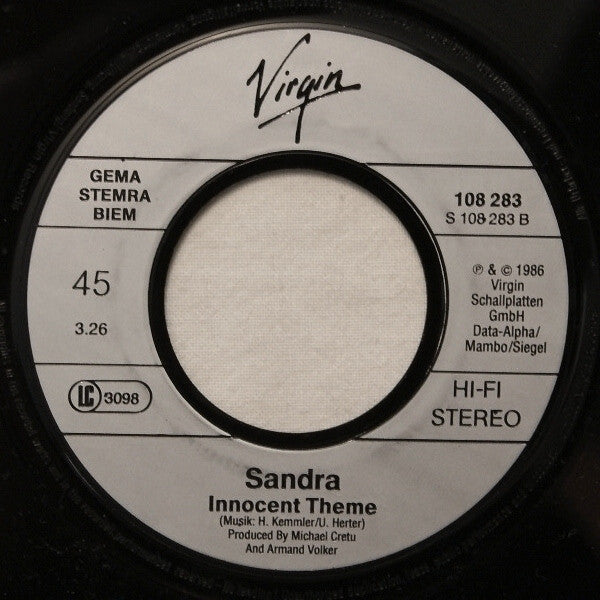 Virgin
GEMA
STEMRA
BIEM
108 283
S 108 283 B
45
3.26
℗ & © 1986
Virgin
Schallplatten
GmbH
Data-Alpha/
Mambo/Siegel
LC 3098
HI-FI
STEREO
Sandra
Innocent Theme
(Musik: H. Kemmler/U. Herter)
Produced By Michael Cretu
And Armand Volker